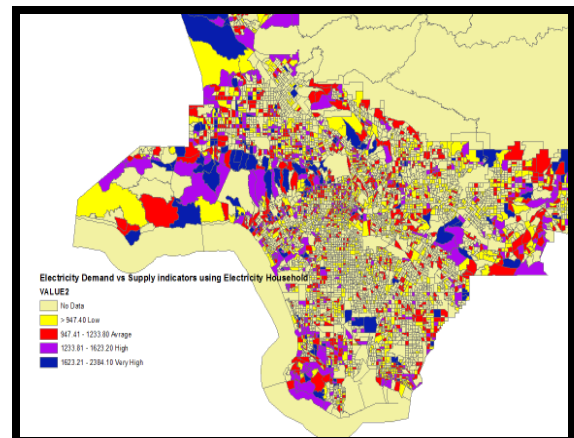 Electricity Demand vs Supply indicators using Electricity Household
VALUE2
No Data
> 947.40 Low
947.41 - 1233.80 Avrage
1233.81 - 1623.20 High
1623.21 - 2384.10 Very High